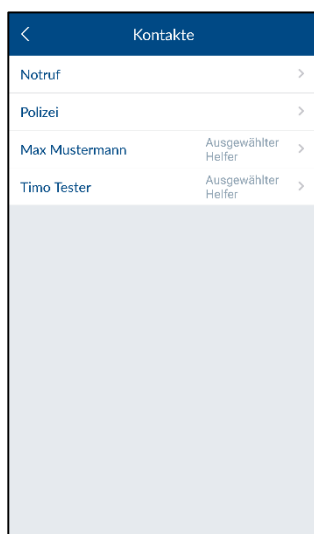 Kontakte
Notruf
Polizei
Max Mustermann
Ausgewählter
Helfer
Timo Tester
Ausgewählter
Helfer